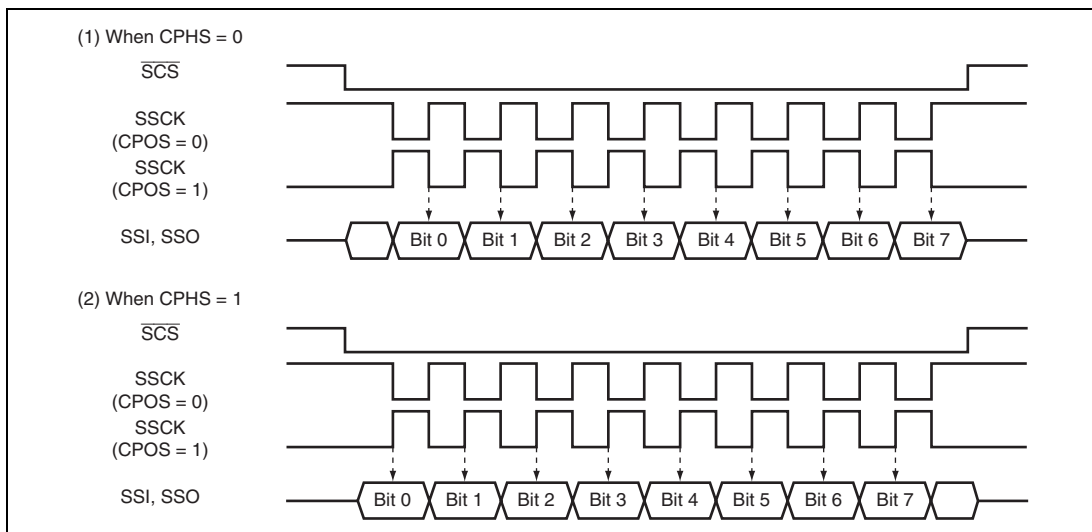 (1) When CPHS = 0
SCS
SSCK
(CPOS = 0)
SSCK
(CPOS = 1)
SSI, SSO
Bit 0 Bit 1 Bit 2 Bit 3 Bit 4 Bit 5 Bit 6 Bit 7
(2) When CPHS = 1
SCS
SSCK
(CPOS = 0)
SSCK
(CPOS = 1)
SSI, SSO
Bit 0 Bit 1 Bit 2 Bit 3 Bit 4 Bit 5 Bit 6 Bit 7